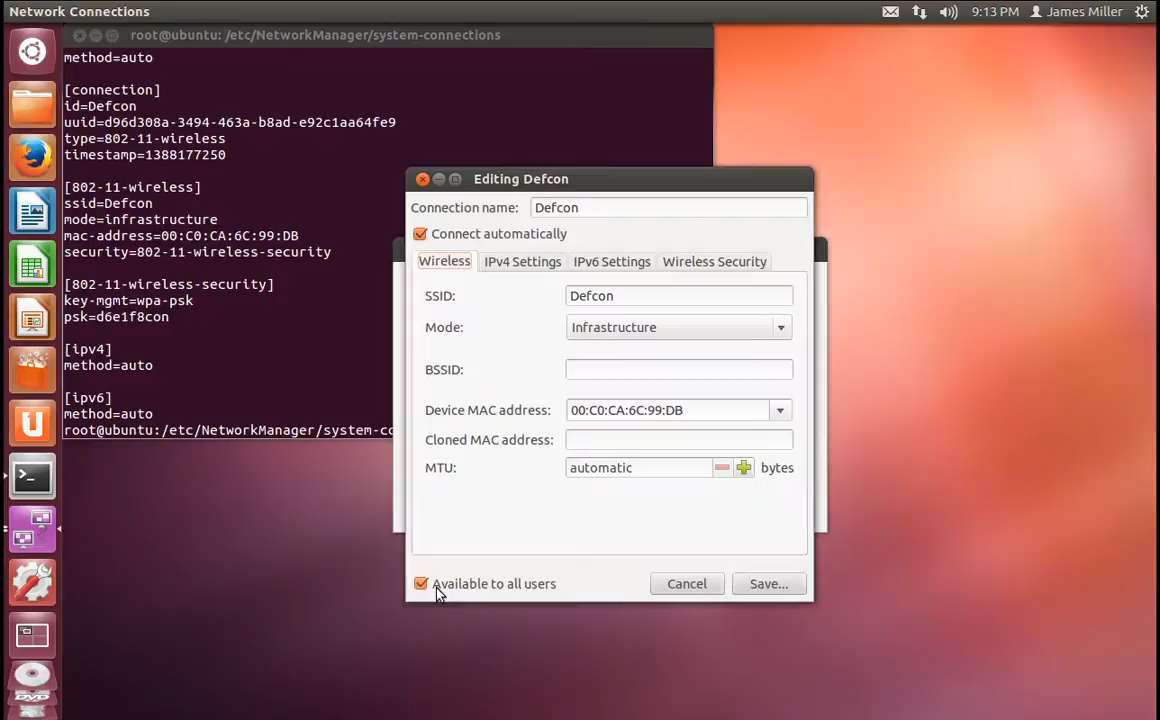 Network Connections
9:13 PM
James Miller
root@ubuntu: /etc/NetworkManager/system-connections
method=auto
[connection]
id=Defcon
uuid=d96d308a-3494-463a-b8ad-e92c1aa64fe9
type=802-11-wireless
timestamp=1388177250
[802-11-wireless]
ssid=Defcon
mode=infrastructure
mac-address=00:C0:CA:6C:99:DB
security=802-11-wireless-security
[802-11-wireless-security]
key-mgmt=wpa-psk
psk=d6e1f8con
[ipv4]
method=auto
[ipv6]
method=auto
root@ubuntu:/etc/NetworkManager/system-co
Editing Defcon
Connection name: Defcon
Connect automatically
Wireless IPv4 Settings IPv6 Settings Wireless Security
SSID: Defcon
Mode: Infrastructure
BSSID:
Device MAC address: 00:C0:CA:6C:99:DB
Cloned MAC address:
MTU: automatic bytes
Available to all users
Cancel Save...
DVD